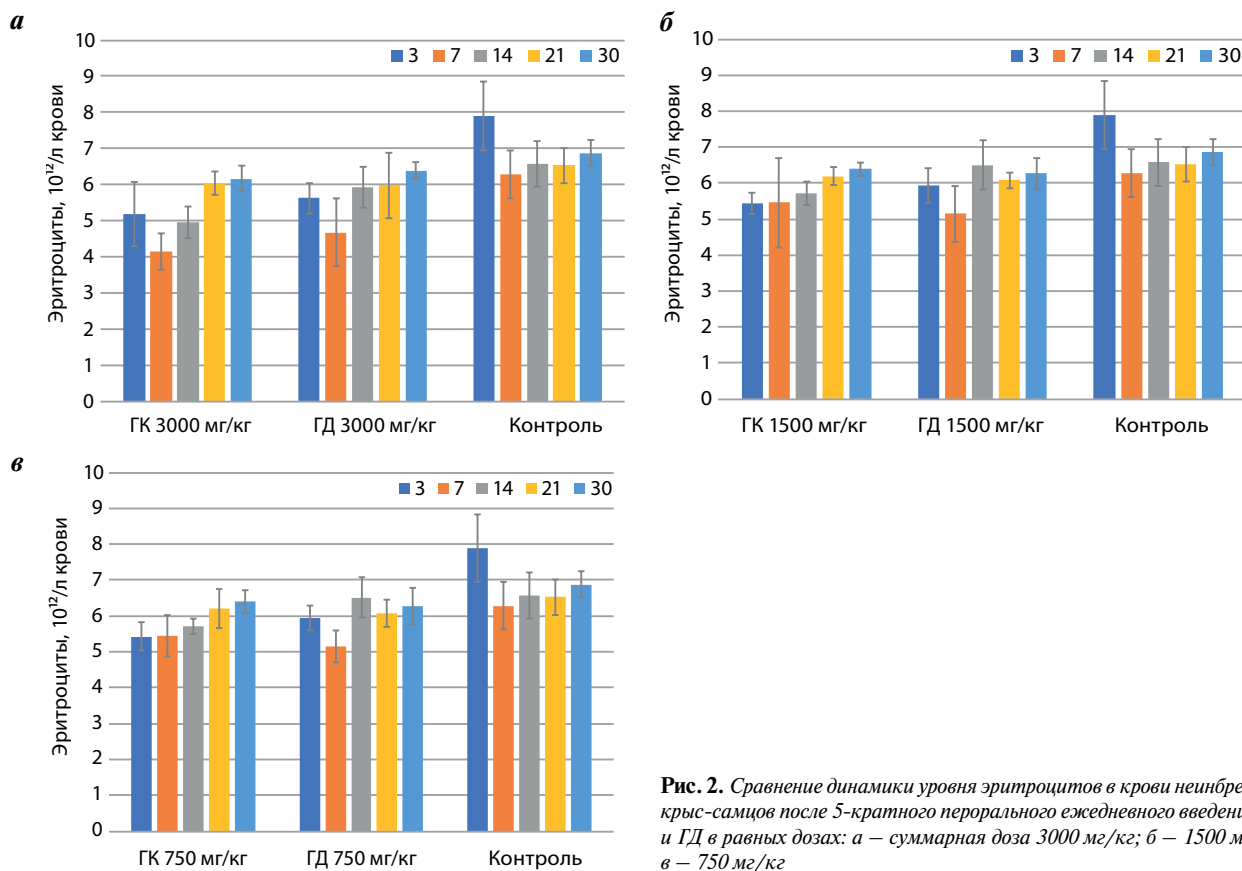 а
10
9
8
7
6
5
4
3
2
1
0
Эритроциты, 10¹²/л крови
3 7 14 21 30
ГК 3000 мг/кг ГД 3000 мг/кг Контроль
б
10
9
8
7
6
5
4
3
2
1
0
Эритроциты, 10¹²/л крови
3 7 14 21 30
ГК 1500 мг/кг ГД 1500 мг/кг Контроль
в
10
9
8
7
6
5
4
3
2
1
0
Эритроциты, 10¹²/л крови
3 7 14 21 30
ГК 750 мг/кг ГД 750 мг/кг Контроль
Рис. 2. Сравнение динамики уровня эритроцитов в крови неинбре
крыс-самцов после 5-кратного перорального ежедневного введени
и ГД в равных дозах: а – суммарная доза 3000 мг/кг; б – 1500 м
в – 750 мг/кг